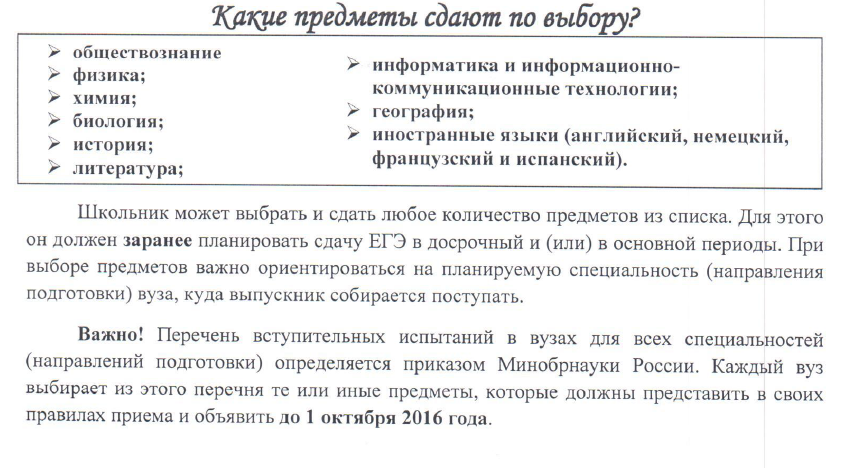 Какие предметы сдают по выбору?
➢ обществознание
➢ физика;
➢ химия;
➢ биология;
➢ история;
➢ литература;
➢ информатика и информационно-
коммуникационные технологии;
➢ география;
➢ иностранные языки (английский, немецкий,
французский и испанский).
Школьник может выбрать и сдать любое количество предметов из списка. Для этого
он должен заранее планировать сдачу ЕГЭ в досрочный и (или) в основной периоды. При
выборе предметов важно ориентироваться на планируемую специальность (направления
подготовки) вуза, куда выпускник собирается поступать.
Важно! Перечень вступительных испытаний в вузах для всех специальностей
(направлений подготовки) определяется приказом Минобрнауки России. Каждый вуз
выбирает из этого перечня те или иные предметы, которые должны представить в своих
правилах приема и объявить до 1 октября 2016 года.